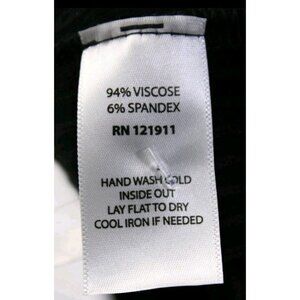 94% VISCOSE
6% SPANDEX
RN 121911
HAND WASH COLD
INSIDE OUT
LAY FLAT TO DRY
COOL IRON IF NEEDED